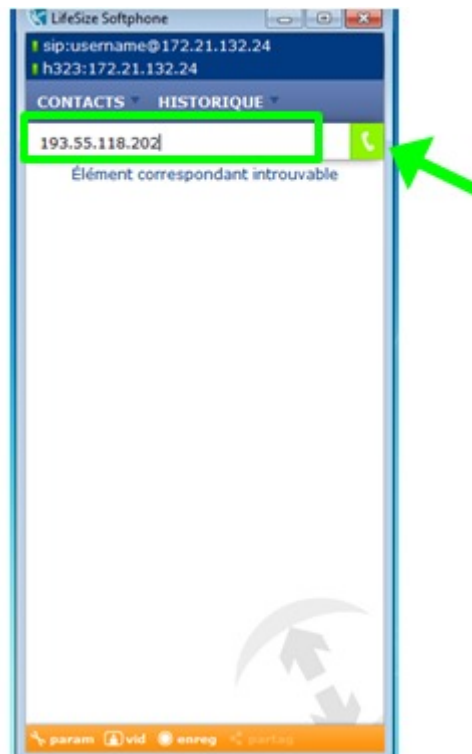 LifeSize Softphone
sip:username@172.21.132.24
h323:172.21.132.24
CONTACTS HISTORIQUE
193.55.118.202
Élément correspondant introuvable
param vid enreg partag